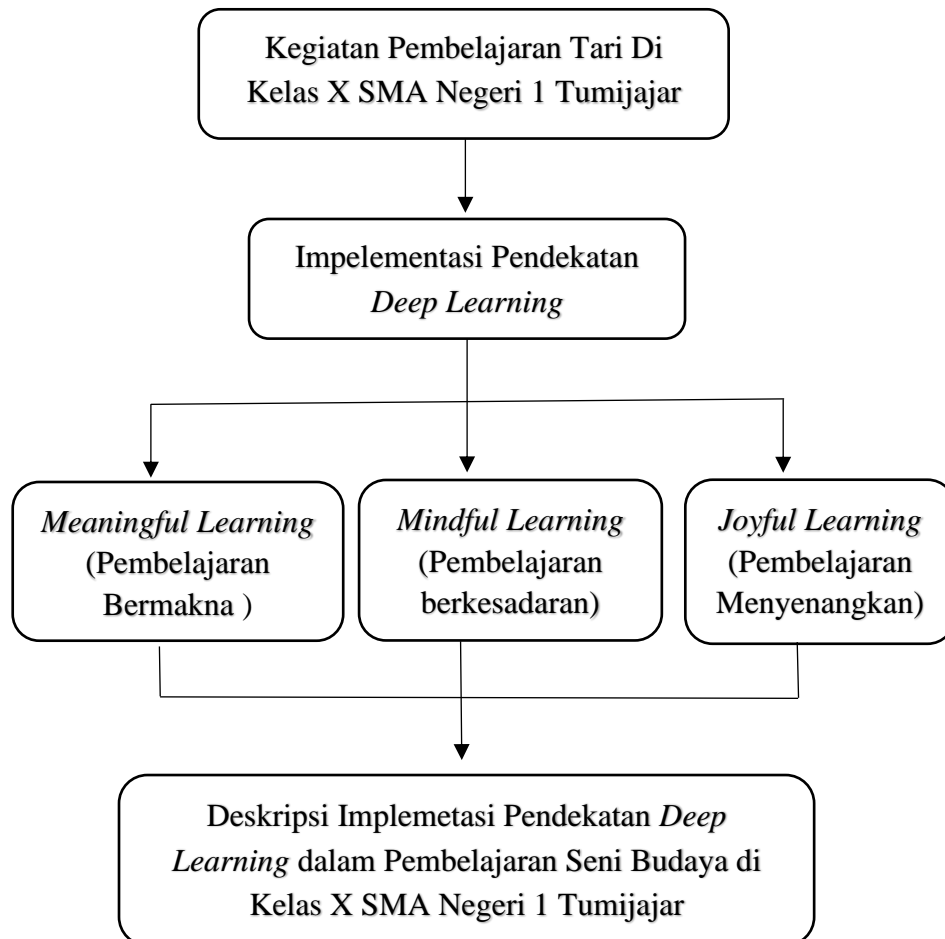 Kegiatan Pembelajaran Tari Di
Kelas X SMA Negeri 1 Tumijajar
Impelementasi Pendekatan
Deep Learning
Meaningful Learning
(Pembelajaran
Bermakna )
Mindful Learning
(Pembelajaran
berkesadaran)
Joyful Learning
(Pembelajaran
Menyenangkan)
Deskripsi Implemetasi Pendekatan Deep
Learning dalam Pembelajaran Seni Budaya di
Kelas X SMA Negeri 1 Tumijajar